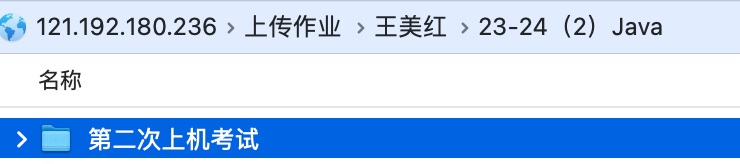 121.192.180.236 › 上传作业 › 王美红 › 23-24（2）Java
名称
第二次上机考试